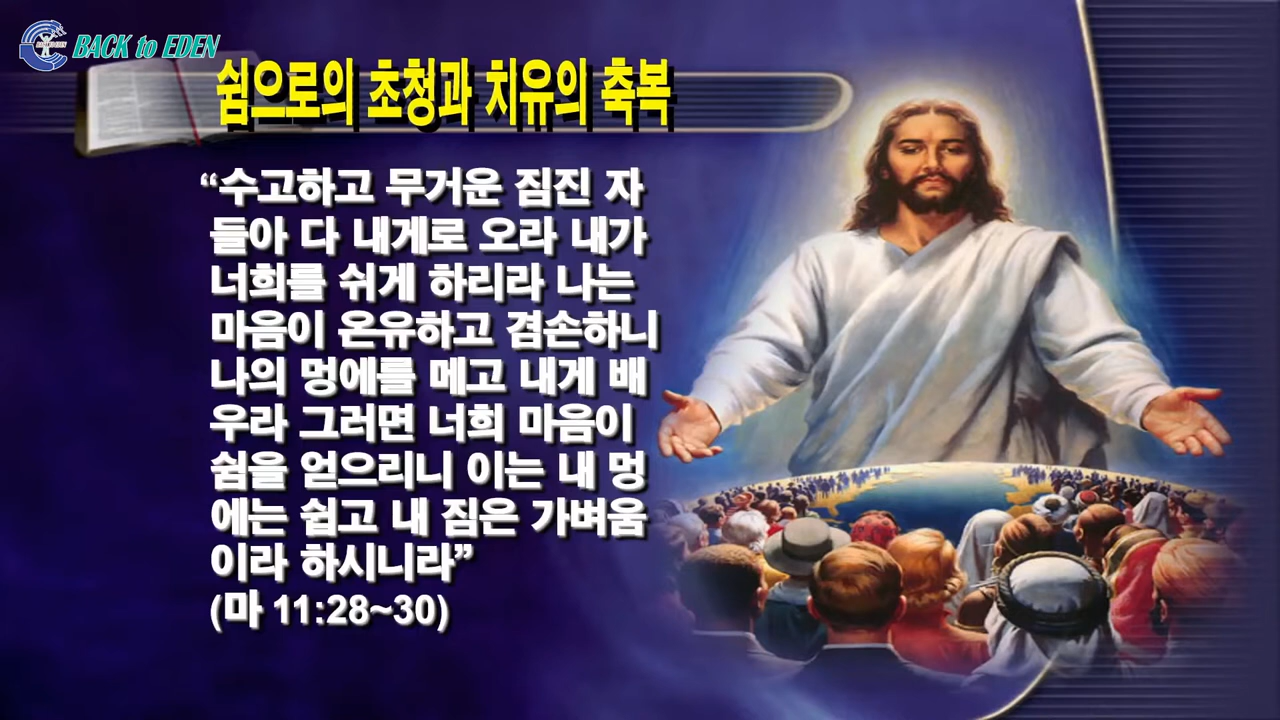 BACK to EDEN
쉼으로의 초청과 치유의 축복
“수고하고 무거운 짐진 자
들아 다 내게로 오라 내가
너희를 쉬게 하리라 나는
마음이 온유하고 겸손하니
나의 멍에를 메고 내게 배
우라 그러면 너희 마음이
쉼을 얻으리니 이는 내 멍
에는 쉽고 내 짐은 가벼움
이라 하시니라”
(마 11:28~30)